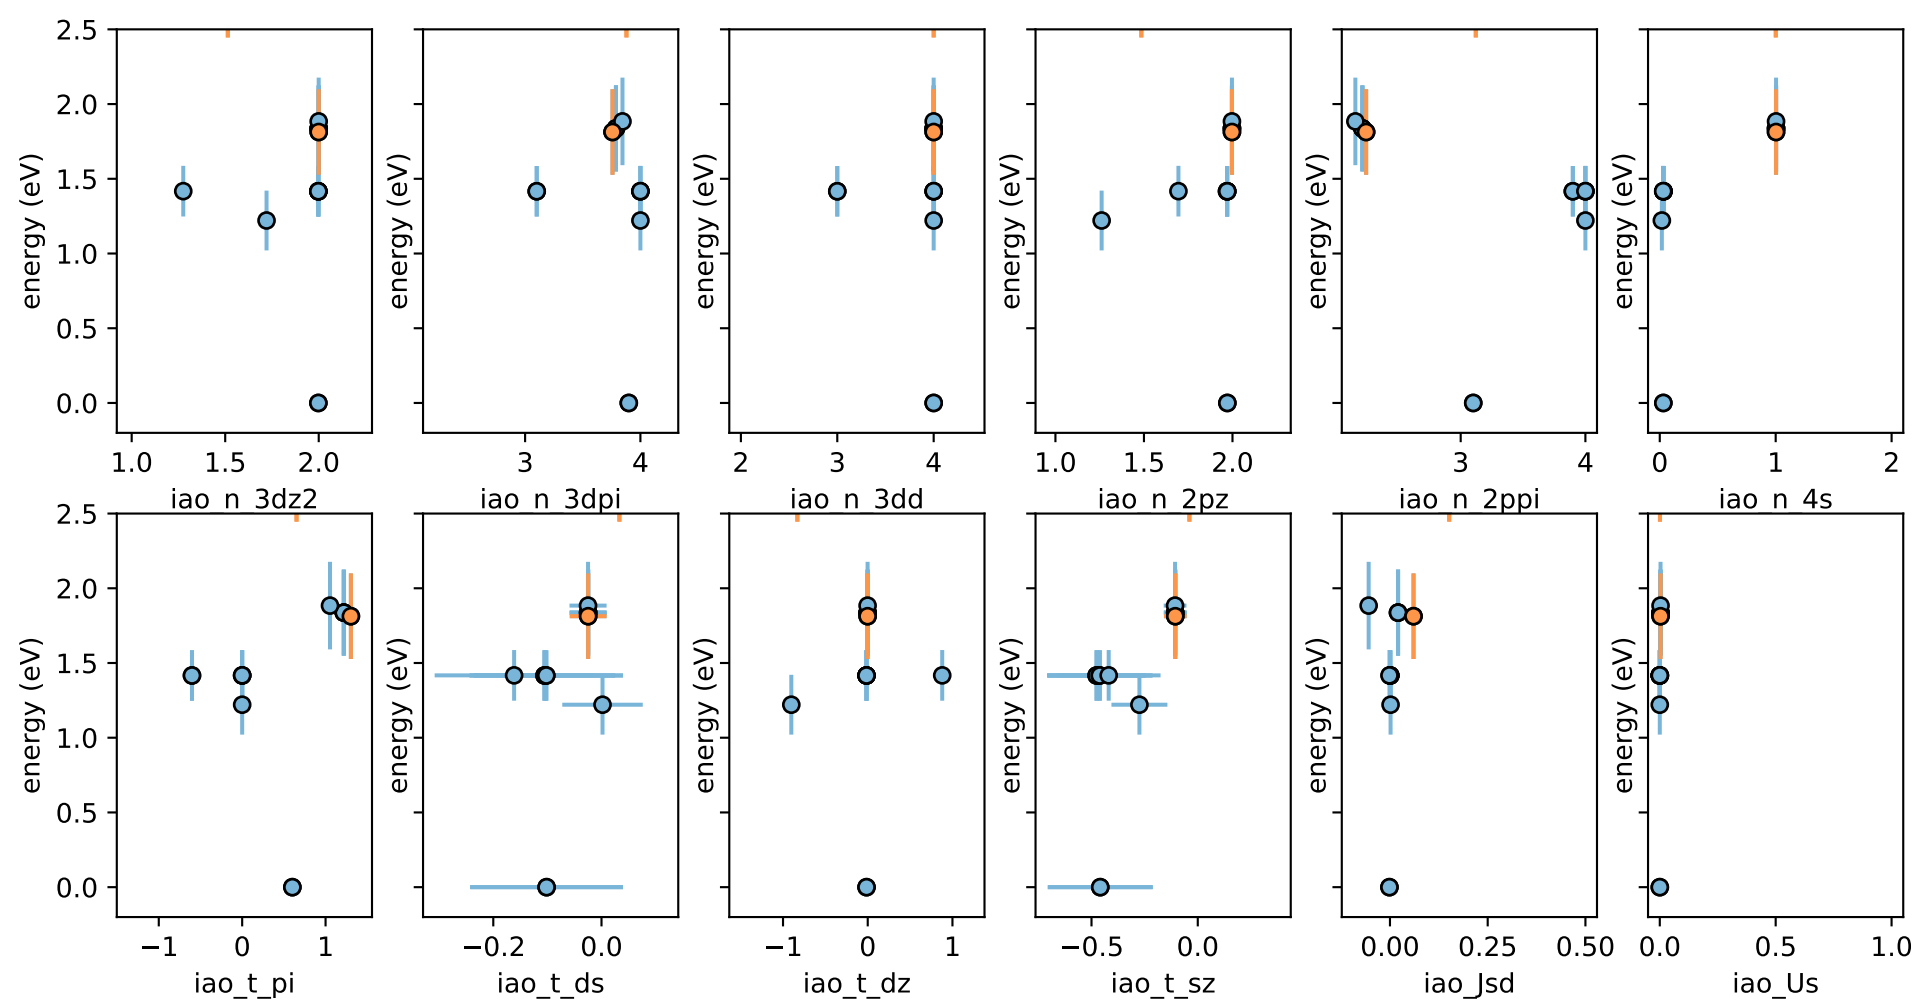 2.5
2.0
1.5
1.0
0.5
0.0
energy (eV)
energy (eV)
energy (eV)
energy (eV)
energy (eV)
energy (eV)
1.0 1.5 2.0
3 4
2 3 4
1.0 1.5 2.0
3 4
0 1 2
iao_n_3dz2
iao_n_3dpi
iao_n_3dd
iao_n_2pz
iao_n_2ppi
iao_n_4s
2.5
2.0
1.5
1.0
0.5
0.0
energy (eV)
energy (eV)
energy (eV)
energy (eV)
energy (eV)
energy (eV)
−1 0 1
−0.2 0.0
−1 0 1
−0.5 0.0
0.00 0.25 0.50
0.0 0.5 1.0
iao_t_pi
iao_t_ds
iao_t_dz
iao_t_sz
iao_Jsd
iao_Us